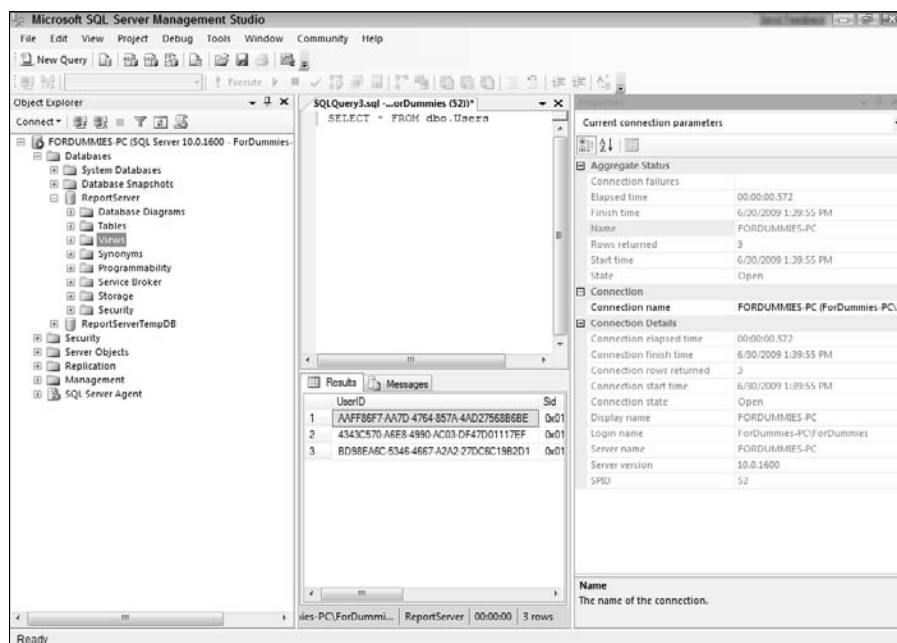 Microsoft SQL Server Management Studio
File Edit View Project Debug Tools Window Community Help
New Query
Execute
Object Explorer
Connect
FORDUMMIES-PC (SQL Server 10.0.1600 - ForDummies-
Databases
System Databases
Database Snapshots
ReportServer
Database Diagrams
Tables
Views
Synonyms
Programmability
Service Broker
Storage
Security
ReportServerTempDB
Security
Server Objects
Replication
Management
SQL Server Agent
SQLQuery3.sql -...orDummies (52))*
SELECT * FROM dbo.Users
Results Messages
UserID Sid
1 AAFF86F7-AA7D-4764-857A-4AD27568B6BE 0x01
2 4343C570-A6E8-4990-AC03-DF47D01117EF 0x01
3 BD98EA6C-5346-4667-A2A2-27DC6C19B2D1 0x01
ies-PC\ForDummi... ReportServer 00:00:00 3 rows
Properties
Current connection parameters
Aggregate Status
Connection failures
Elapsed time 00:00:00.572
Finish time 6/30/2009 1:39:55 PM
Name FORDUMMIES-PC
Rows returned 3
Start time 6/30/2009 1:39:55 PM
State Open
Connection
Connection name FORDUMMIES-PC (ForDummies-PC\
Connection Details
Connection elapsed time 00:00:00.572
Connection finish time 6/30/2009 1:39:55 PM
Connection rows returned 3
Connection start time 6/30/2009 1:39:55 PM
Connection state Open
Display name FORDUMMIES-PC
Login name ForDummies-PC\ForDummies
Server name FORDUMMIES-PC
Server version 10.0.1600
SPID 52
Name
The name of the connection.
Ready